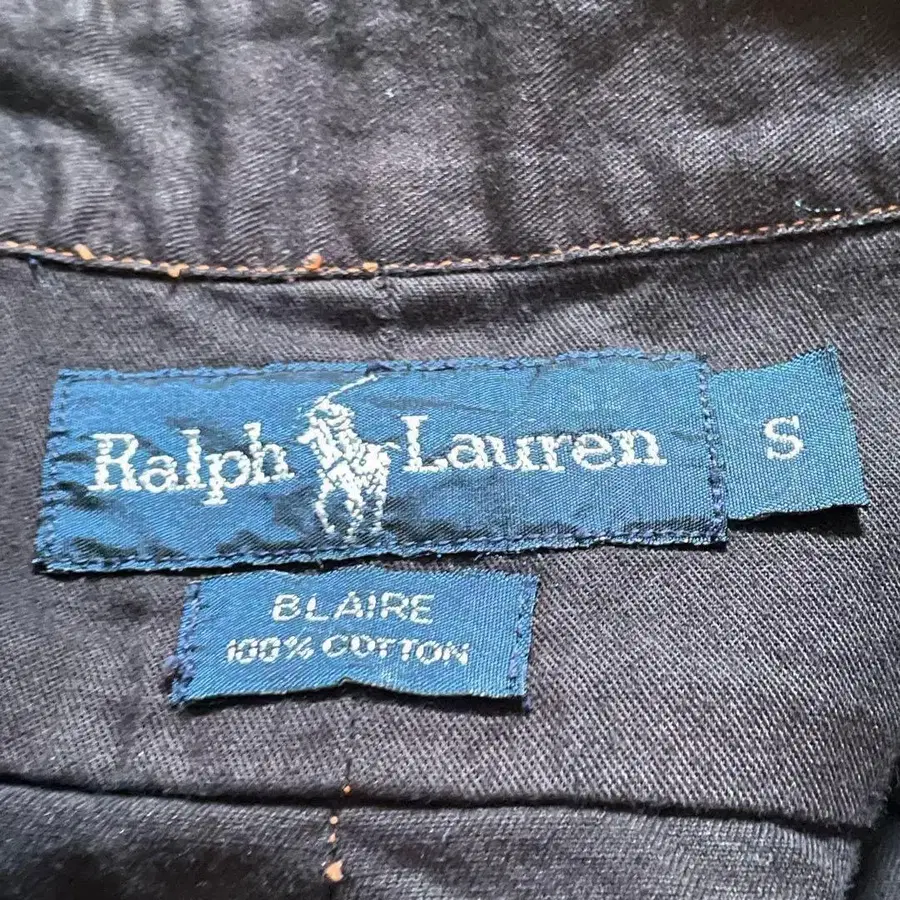 Ralph Lauren
S
BLAIRE
100% COTTON